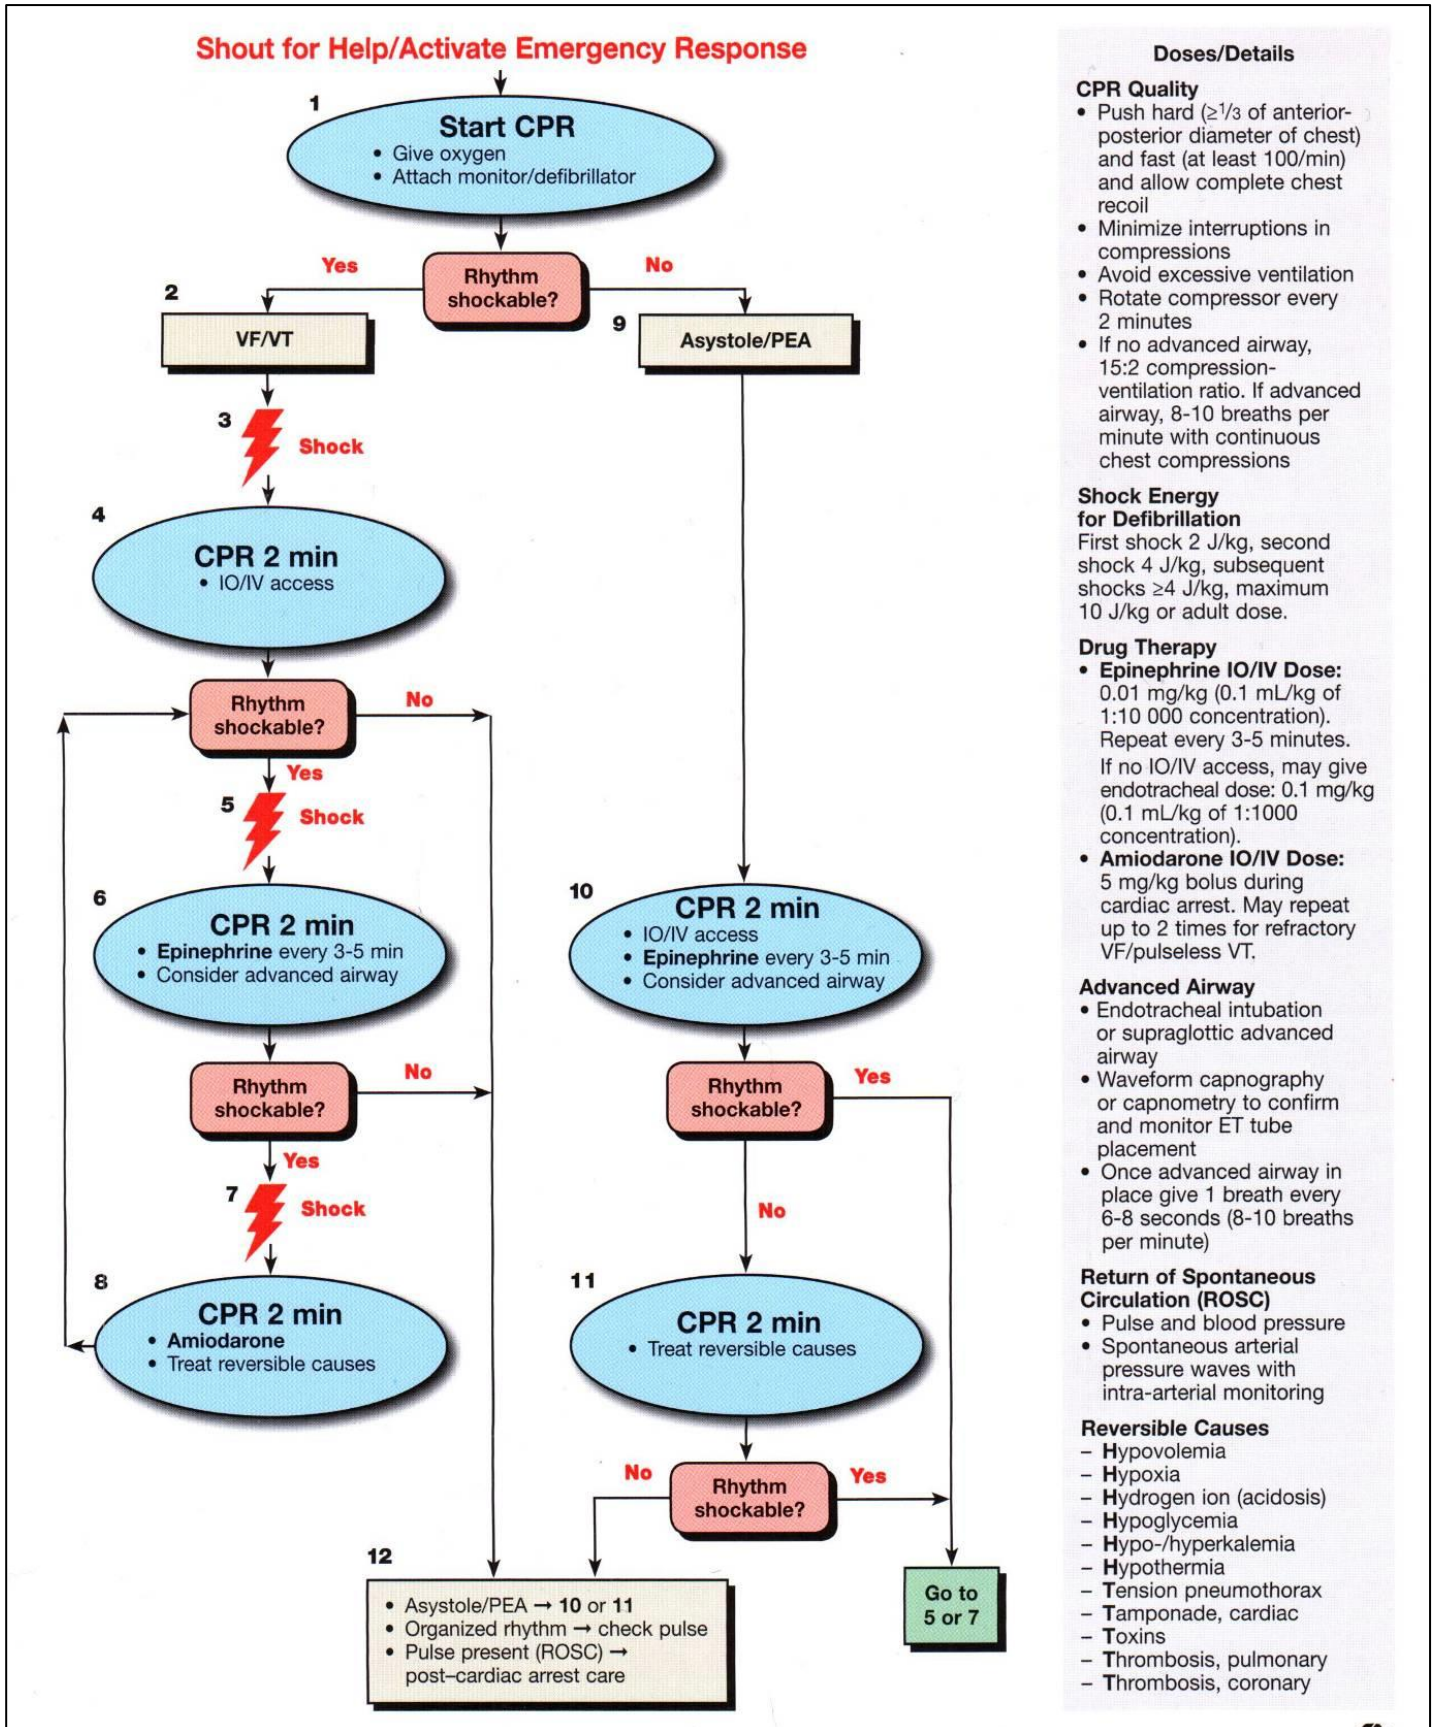 Shout for Help/Activate Emergency Response
1
Start CPR
• Give oxygen
• Attach monitor/defibrillator
Yes
Rhythm
shockable?
No
2
VF/VT
9
Asystole/PEA
3
Shock
4
CPR 2 min
• IO/IV access
Rhythm
shockable?
No
Yes
5
Shock
6
CPR 2 min
• Epinephrine every 3-5 min
• Consider advanced airway
10
CPR 2 min
• IO/IV access
• Epinephrine every 3-5 min
• Consider advanced airway
Rhythm
shockable?
No
Rhythm
shockable?
Yes
Yes
7
Shock
No
8
CPR 2 min
• Amiodarone
• Treat reversible causes
11
CPR 2 min
• Treat reversible causes
No
Rhythm
shockable?
Yes
12
• Asystole/PEA → 10 or 11
• Organized rhythm → check pulse
• Pulse present (ROSC) →
post–cardiac arrest care
Go to
5 or 7
Doses/Details
CPR Quality
• Push hard (≥1/3 of anterior-
posterior diameter of chest)
and fast (at least 100/min)
and allow complete chest
recoil
• Minimize interruptions in
compressions
• Avoid excessive ventilation
• Rotate compressor every
2 minutes
• If no advanced airway,
15:2 compression-
ventilation ratio. If advanced
airway, 8-10 breaths per
minute with continuous
chest compressions
Shock Energy
for Defibrillation
First shock 2 J/kg, second
shock 4 J/kg, subsequent
shocks ≥4 J/kg, maximum
10 J/kg or adult dose.
Drug Therapy
• Epinephrine IO/IV Dose:
0.01 mg/kg (0.1 mL/kg of
1:10 000 concentration).
Repeat every 3-5 minutes.
If no IO/IV access, may give
endotracheal dose: 0.1 mg/kg
(0.1 mL/kg of 1:1000
concentration).
• Amiodarone IO/IV Dose:
5 mg/kg bolus during
cardiac arrest. May repeat
up to 2 times for refractory
VF/pulseless VT.
Advanced Airway
• Endotracheal intubation
or supraglottic advanced
airway
• Waveform capnography
or capnometry to confirm
and monitor ET tube
placement
• Once advanced airway in
place give 1 breath every
6-8 seconds (8-10 breaths
per minute)
Return of Spontaneous
Circulation (ROSC)
• Pulse and blood pressure
• Spontaneous arterial
pressure waves with
intra-arterial monitoring
Reversible Causes
– Hypovolemia
– Hypoxia
– Hydrogen ion (acidosis)
– Hypoglycemia
– Hypo-/hyperkalemia
– Hypothermia
– Tension pneumothorax
– Tamponade, cardiac
– Toxins
– Thrombosis, pulmonary
– Thrombosis, coronary